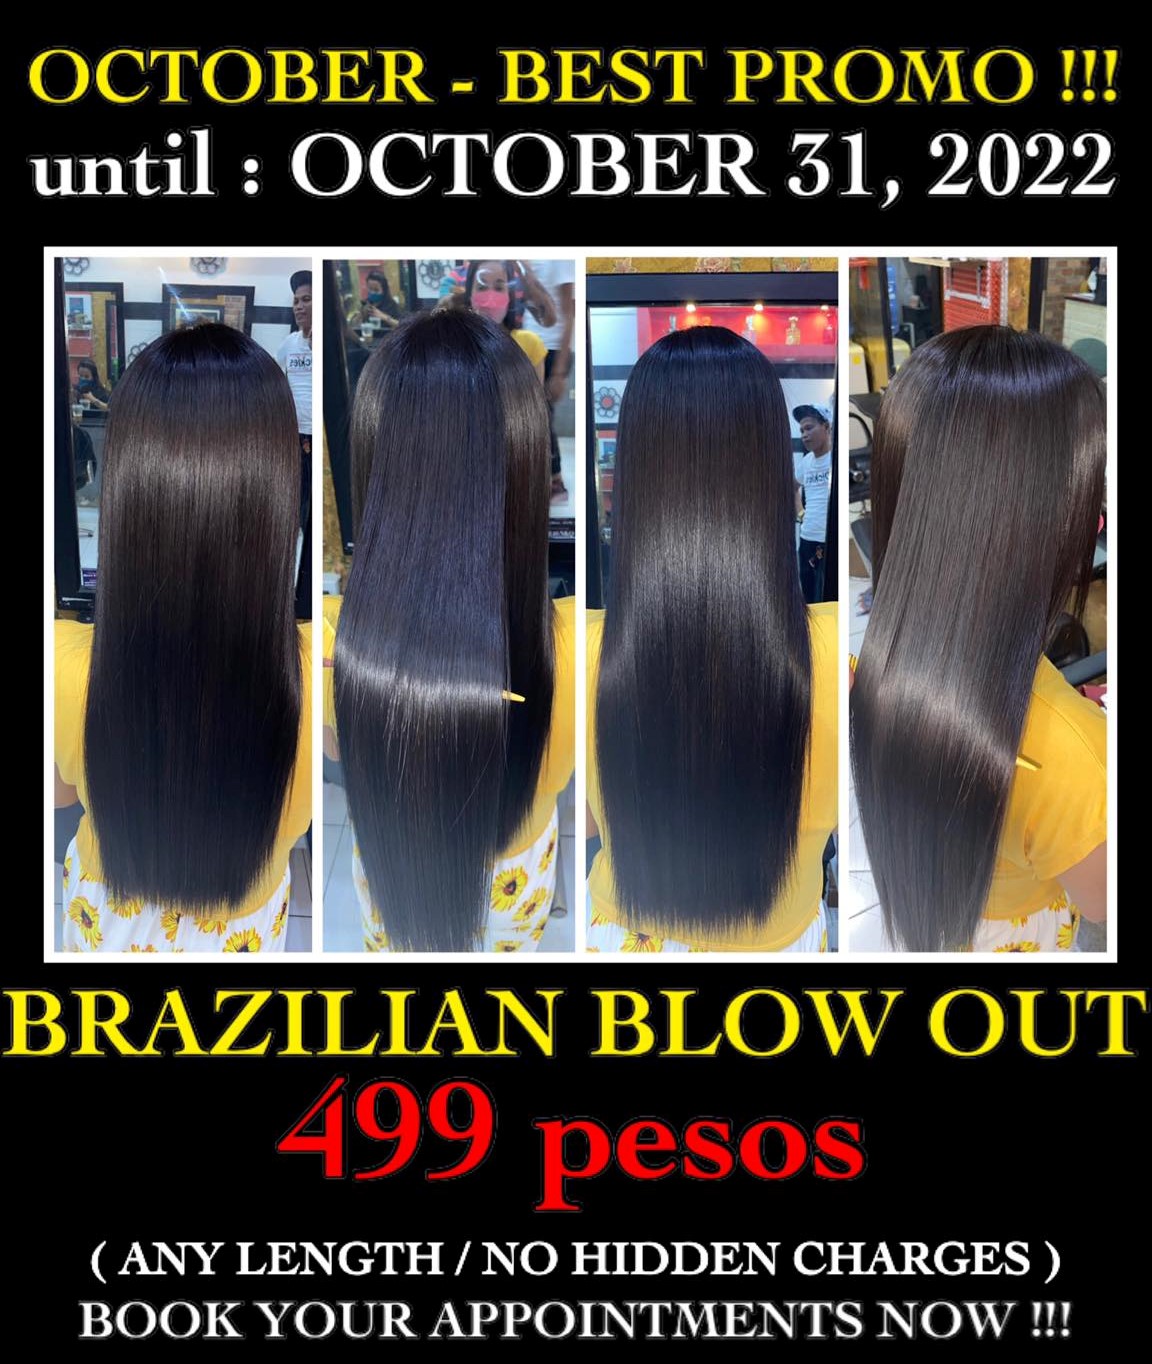 OCTOBER - BEST PROMO !!!
until : OCTOBER 31, 2022
BRAZILIAN BLOW OUT
499 pesos
( ANY LENGTH / NO HIDDEN CHARGES )
BOOK YOUR APPOINTMENTS NOW !!!